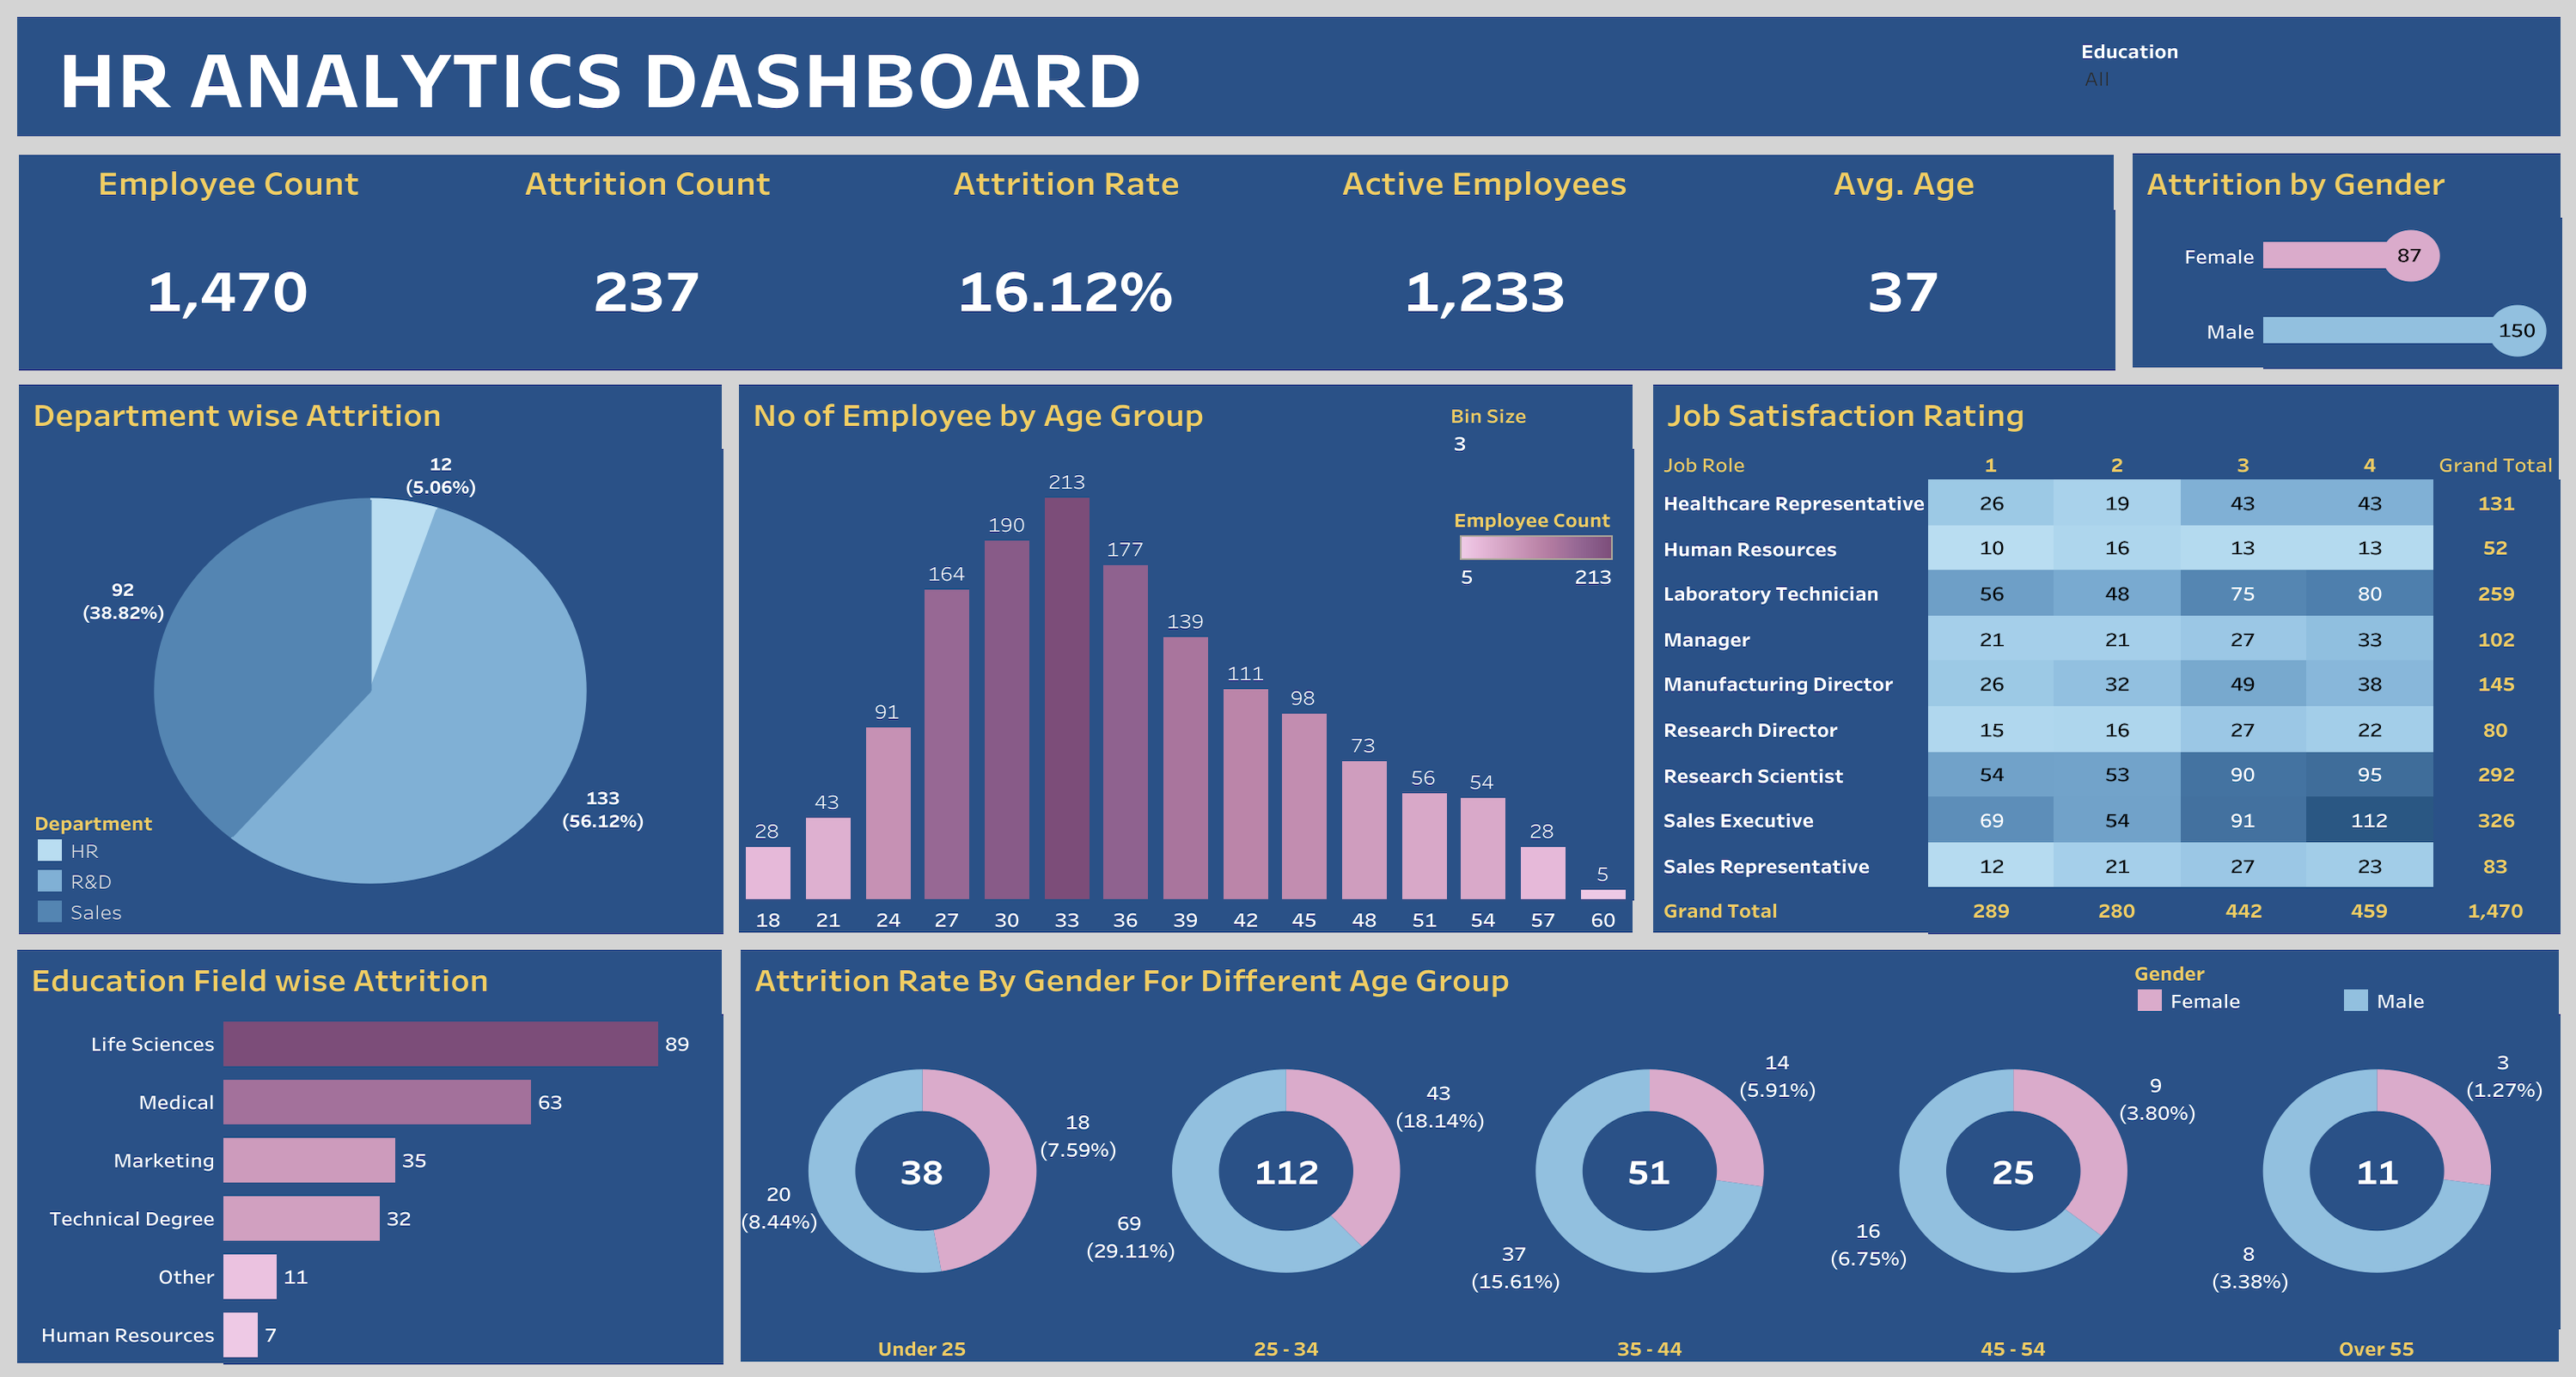 HR ANALYTICS DASHBOARD
Education
All
Employee Count
Attrition Count
Attrition Rate
Active Employees
Avg. Age
1,470
237
16.12%
1,233
37
Attrition by Gender
Female 87
Male 150
Department wise Attrition
12
(5.06%)
92
(38.82%)
133
(56.12%)
Department
HR
R&D
Sales
No of Employee by Age Group
Bin Size
3
Employee Count
5 213
28 43 91 164 190 213 177 139 111 98 73 56 54 28 5
18 21 24 27 30 33 36 39 42 45 48 51 54 57 60
Job Satisfaction Rating
Job Role 1 2 3 4 Grand Total
Healthcare Representative 26 19 43 43 131
Human Resources 10 16 13 13 52
Laboratory Technician 56 48 75 80 259
Manager 21 21 27 33 102
Manufacturing Director 26 32 49 38 145
Research Director 15 16 27 22 80
Research Scientist 54 53 90 95 292
Sales Executive 69 54 91 112 326
Sales Representative 12 21 27 23 83
Grand Total 289 280 442 459 1,470
Education Field wise Attrition
Life Sciences 89
Medical 63
Marketing 35
Technical Degree 32
Other 11
Human Resources 7
Attrition Rate By Gender For Different Age Group
Gender
Female Male
18
(7.59%)
38
20
(8.44%)
Under 25
43
(18.14%)
112
69
(29.11%)
25 - 34
14
(5.91%)
51
37
(15.61%)
35 - 44
9
(3.80%)
25
16
(6.75%)
45 - 54
3
(1.27%)
11
8
(3.38%)
Over 55